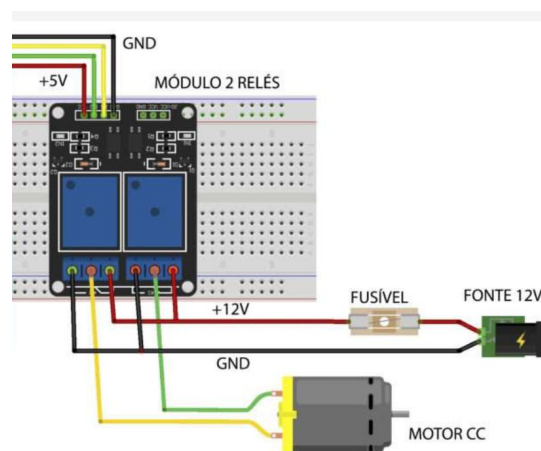 GND
+5V
MÓDULO 2 RELÉS
+12V
FUSÍVEL
FONTE 12V
GND
MOTOR CC